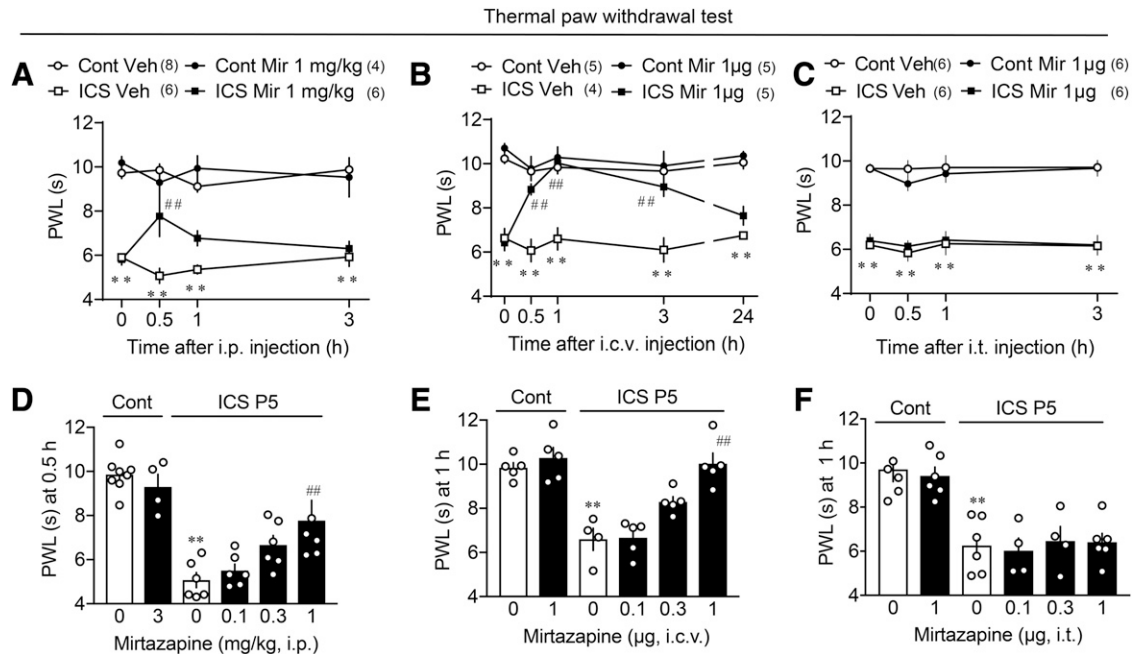 Thermal paw withdrawal test
A
Cont Veh (8) Cont Mir 1 mg/kg (4)
ICS Veh (6) ICS Mir 1 mg/kg (6)
PWL (s)
12
10
8
6
4
##
** ** **
0 0.5 1 3
Time after i.p. injection (h)
B
Cont Veh (5) Cont Mir 1µg (5)
ICS Veh (4) ICS Mir 1µg (5)
PWL (s)
12
10
8
6
4
## ## ##
** ** ** ** **
0 0.5 1 3 24
Time after i.c.v. injection (h)
C
Cont Veh (6) Cont Mir 1µg (6)
ICS Veh (6) ICS Mir 1µg (6)
PWL (s)
12
10
8
6
4
** ** ** **
0 0.5 1 3
Time after i.t. injection (h)
D
Cont ICS P5
PWL (s) at 0.5 h
12
10
8
6
4
** ##
0 3 0 0.1 0.3 1
Mirtazapine (mg/kg, i.p.)
E
Cont ICS P5
PWL (s) at 1 h
12
10
8
6
4
** ##
0 1 0 0.1 0.3 1
Mirtazapine (µg, i.c.v.)
F
Cont ICS P5
PWL (s) at 1 h
12
10
8
6
4
**
0 1 0 0.1 0.3 1
Mirtazapine (µg, i.t.)